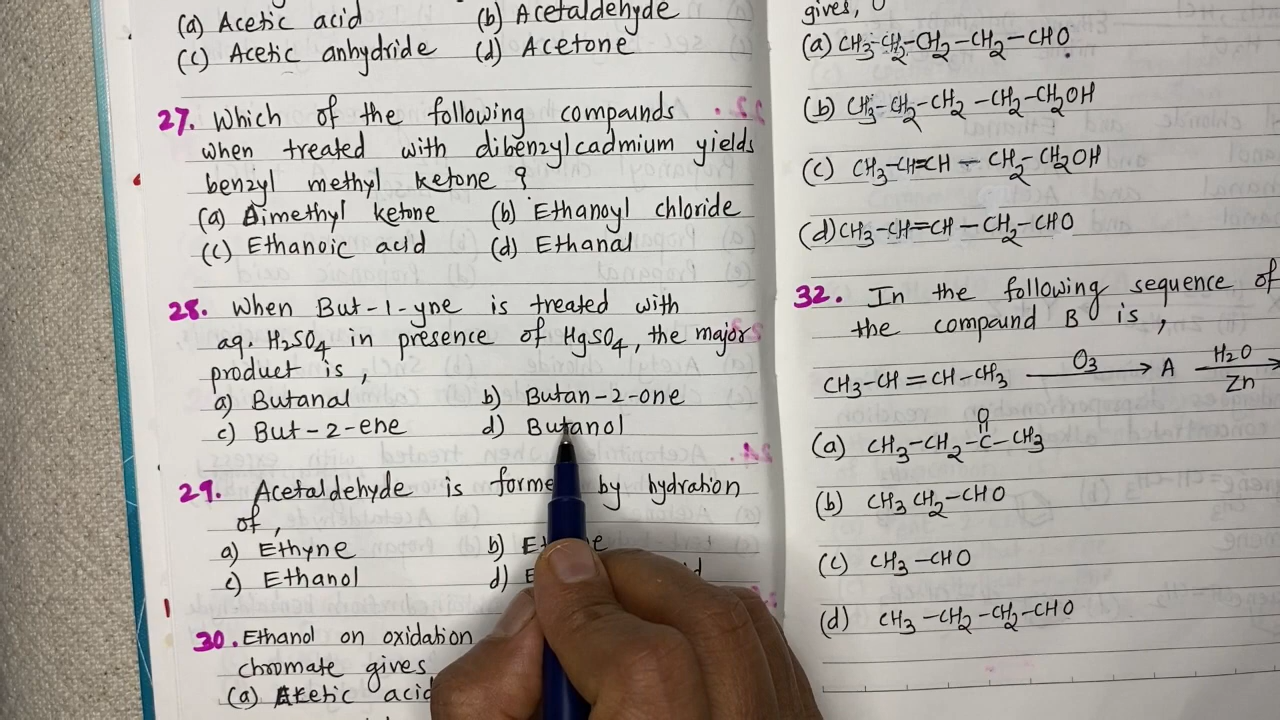 (a) Acetic acid (b) Acetaldehyde
(c) Acetic anhydride (d) Acetone
27. Which of the following compounds
when treated with dibenzylcadmium yields
benzyl methyl ketone ?
(a) Dimethyl ketone (b) Ethanoyl chloride
(c) Ethanoic acid (d) Ethanal
28. When But-1-yne is treated with
aq. H₂SO₄ in presence of HgSO₄, the major
product is,
a) Butanal b) Butan-2-one
c) But-2-ene d) Butanol
29. Acetaldehyde is forme by hydration
of,
a) Ethyne b)
c) Ethanol d)
30. Ethanol on oxidation
chromate gives
(a) Acetic acid
gives,
(a) CH₃-CH₂-CH₂-CH₂-CHO
(b) CH₃-CH₂-CH₂-CH₂-CH₂OH
(c) CH₃-CH=CH-CH₂-CH₂OH
(d) CH₃-CH=CH-CH₂-CHO
32. In the following sequence of
the compound B is,
CH₃-CH=CH-CH₃ O₃→ A H₂O Zn→
(a) CH₃-CH₂-C(=O)-CH₃
(b) CH₃CH₂-CHO
(c) CH₃-CHO
(d) CH₃-CH₂-CH₂-CHO